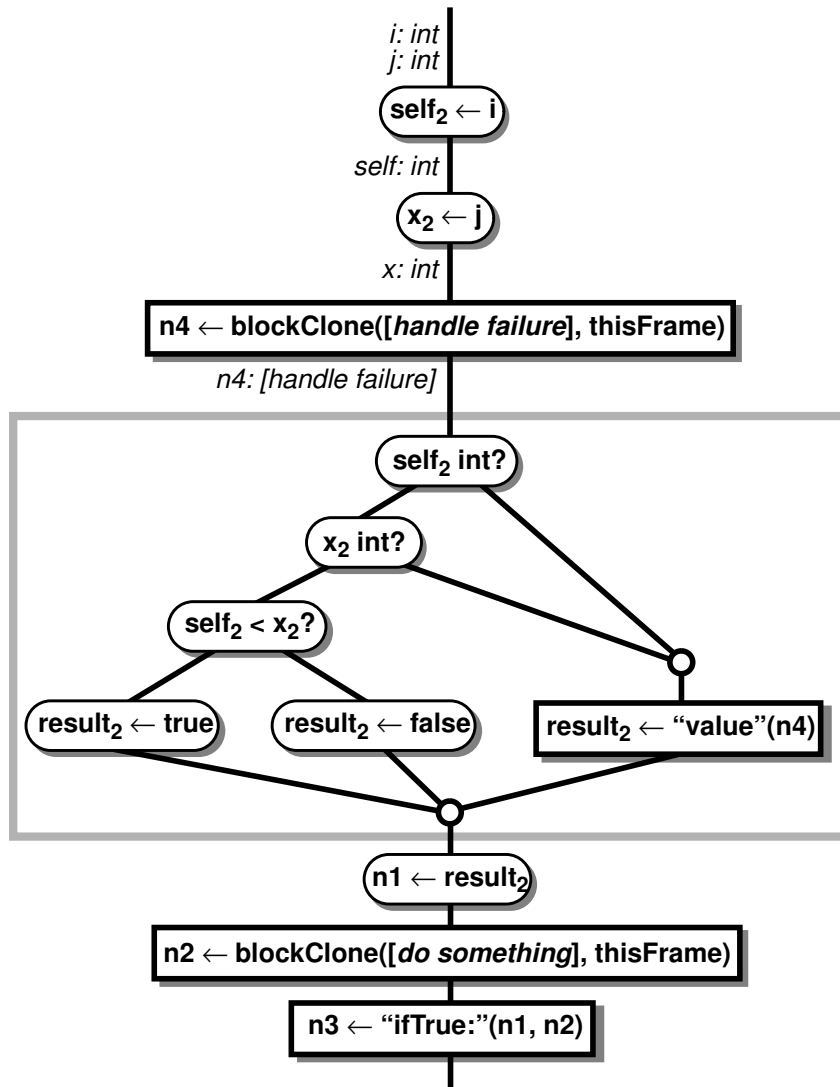 i: int
j: int
self₂ ← i
self: int
x₂ ← j
x: int
n4 ← blockClone([handle failure], thisFrame)
n4: [handle failure]
self₂ int?
x₂ int?
self₂ < x₂?
result₂ ← true
result₂ ← false
result₂ ← “value”(n4)
n1 ← result₂
n2 ← blockClone([do something], thisFrame)
n3 ← “ifTrue:”(n1, n2)